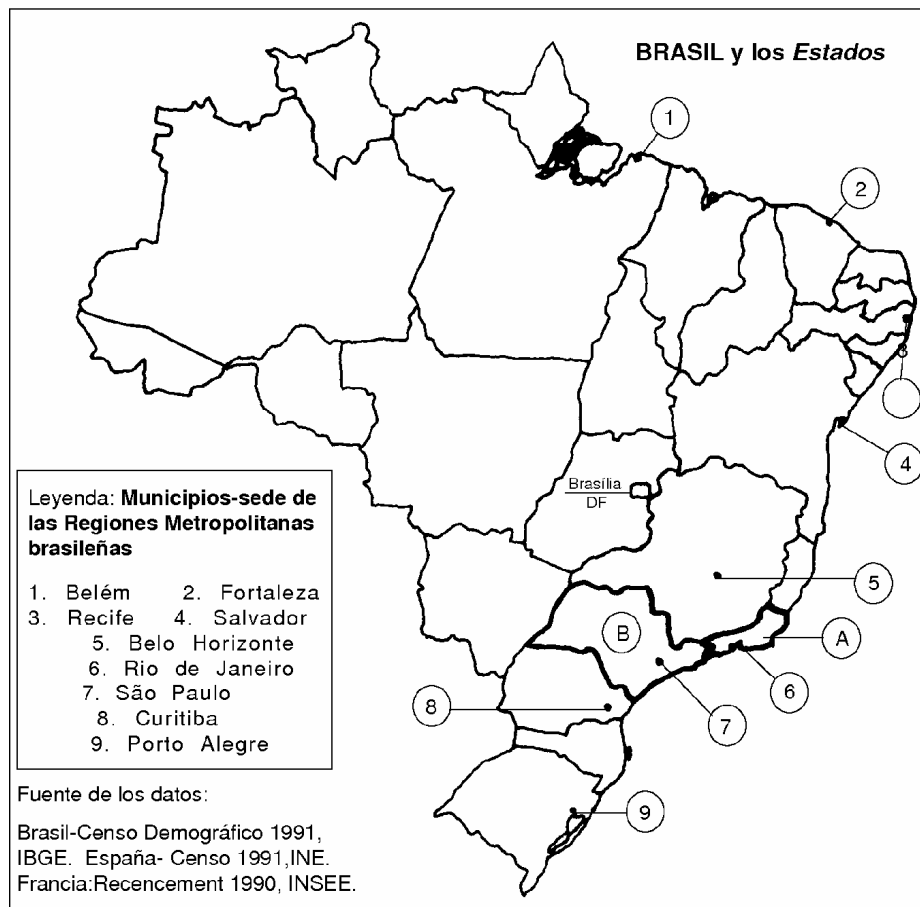 BRASIL y los Estados
1
2
3
4
Brasília
DF
5
B
A
6
7
8
9
Leyenda: Municipios-sede de
las Regiones Metropolitanas
brasileñas
1. Belém 2. Fortaleza
3. Recife 4. Salvador
5. Belo Horizonte
6. Rio de Janeiro
7. São Paulo
8. Curitiba
9. Porto Alegre
Fuente de los datos:
Brasil-Censo Demográfico 1991,
IBGE. España- Censo 1991,INE.
Francia:Recencement 1990, INSEE.